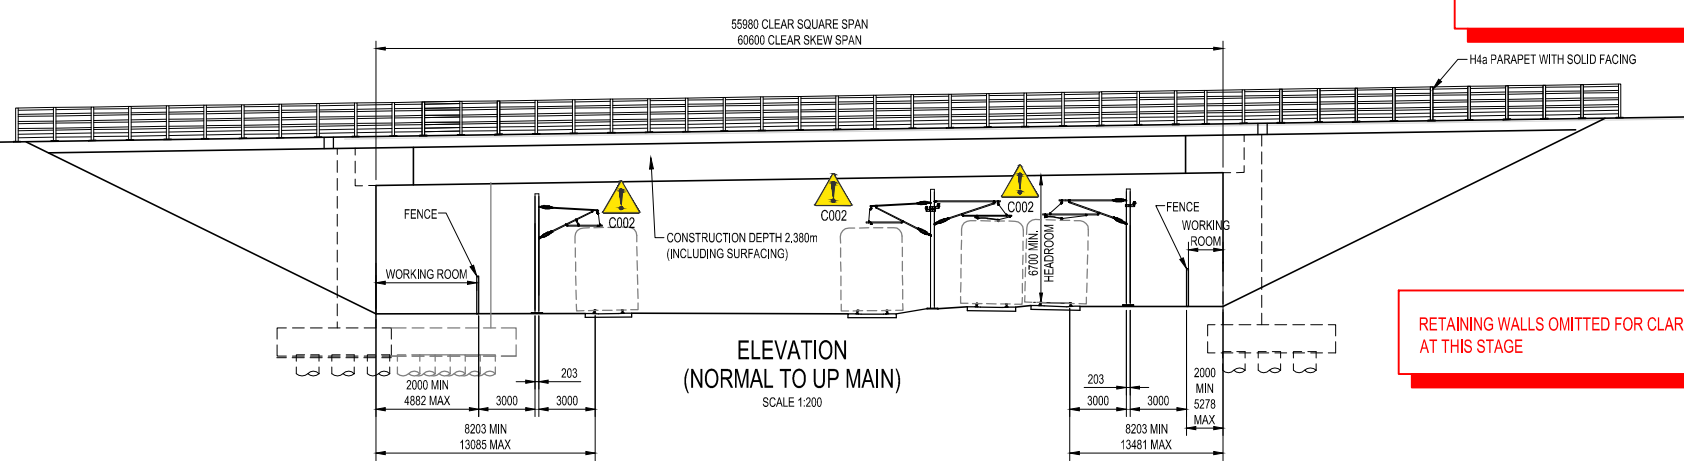 55980 CLEAR SQUARE SPAN
60600 CLEAR SKEW SPAN
H4a PARAPET WITH SOLID FACING
FENCE
WORKING ROOM
C002
CONSTRUCTION DEPTH 2,380m
(INCLUDING SURFACING)
C002
C002
6700 MIN.
HEADROOM
FENCE
WORKING
ROOM
RETAINING WALLS OMITTED FOR CLAR
AT THIS STAGE
ELEVATION
(NORMAL TO UP MAIN)
SCALE 1:200
2000 MIN
4882 MAX
3000
203
3000
8203 MIN
13085 MAX
203
3000
3000
2000
MIN
5278
MAX
8203 MIN
13481 MAX